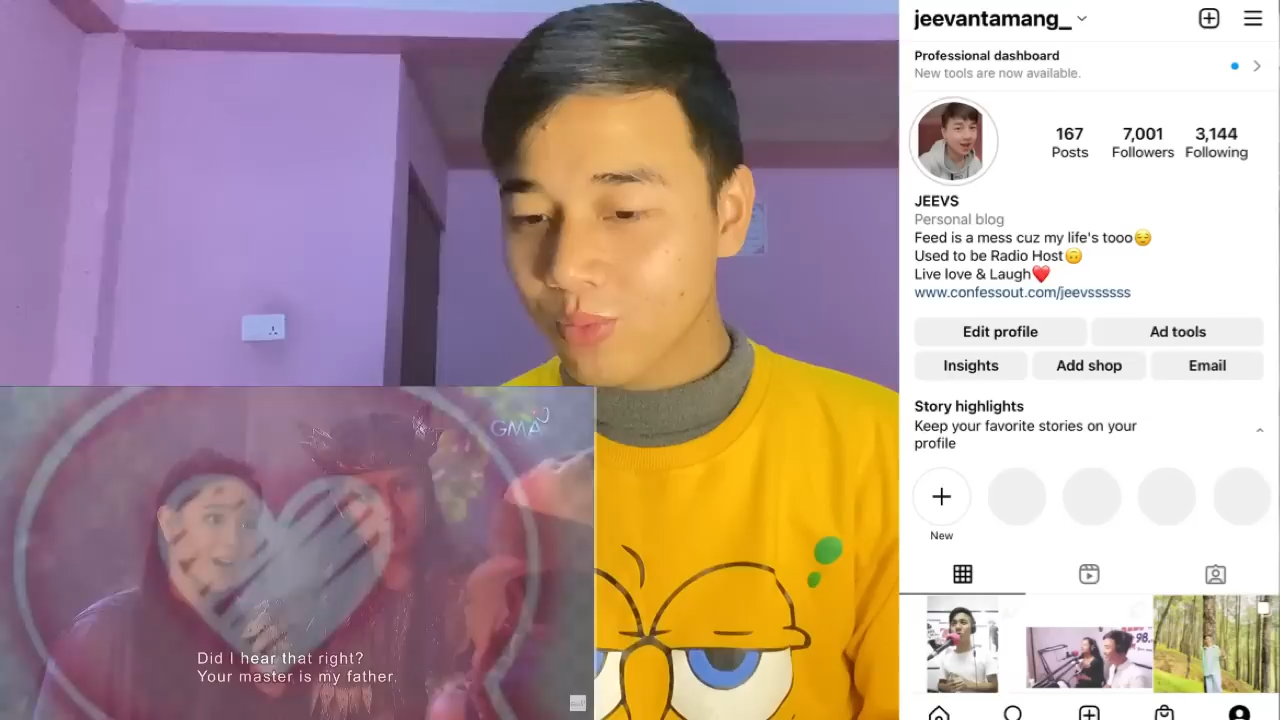 jeevantamang_
Professional dashboard
New tools are now available.
167
Posts
7,001
Followers
3,144
Following
JEEVS
Personal blog
Feed is a mess cuz my life's tooo😌
Used to be Radio Host🙃
Live love & Laugh❤️
www.confessout.com/jeevssssss
Edit profile
Ad tools
Insights
Add shop
Email
Story highlights
Keep your favorite stories on your
profile
New
98.
GMA
Did I hear that right?
Your master is my father.